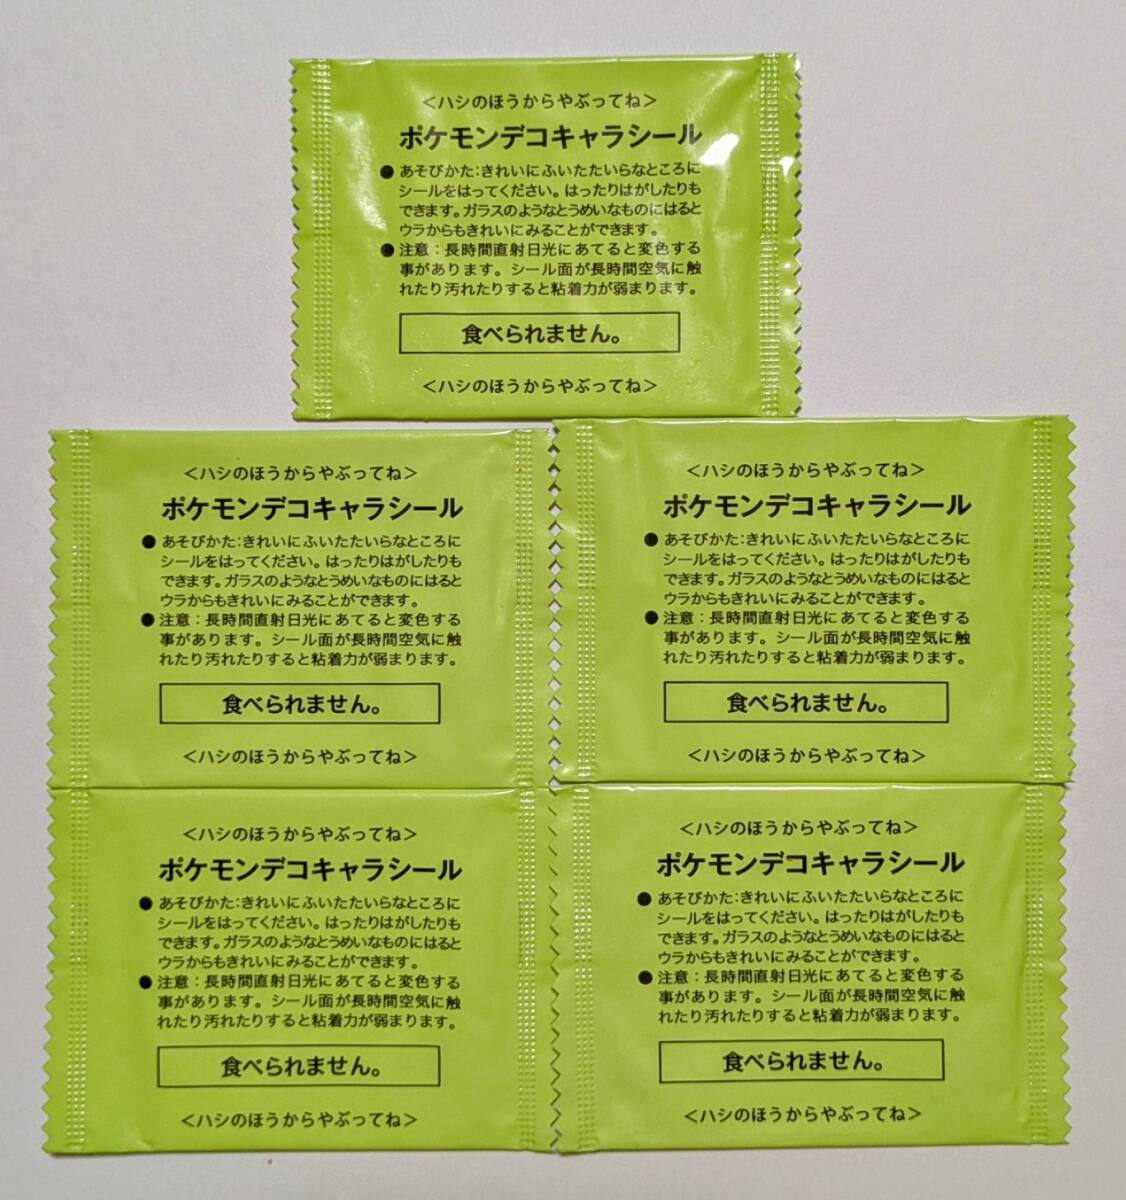 <ハシのほうからやぶってね>
ポケモンデコキャラシール
● あそびかた:きれいにふいたたいらなところに
シールをはってください。はったりはがしたりも
できます。ガラスのようなとうめいなものにはると
ウラからもきれいにみることができます。
● 注意:長時間直射日光にあてると変色する
事があります。シール面が長時間空気に触
れたり汚れたりすると粘着力が弱まります。
食べられません。
<ハシのほうからやぶってね>
<ハシのほうからやぶってね>
ポケモンデコキャラシール
● あそびかた:きれいにふいたたいらなところに
シールをはってください。はったりはがしたりも
できます。ガラスのようなとうめいなものにはると
ウラからもきれいにみることができます。
● 注意:長時間直射日光にあてると変色する
事があります。シール面が長時間空気に触
れたり汚れたりすると粘着力が弱まります。
食べられません。
<ハシのほうからやぶってね>
<ハシのほうからやぶってね>
ポケモンデコキャラシール
● あそびかた:きれいにふいたたいらなところに
シールをはってください。はったりはがしたりも
できます。ガラスのようなとうめいなものにはると
ウラからもきれいにみることができます。
● 注意:長時間直射日光にあてると変色する
事があります。シール面が長時間空気に触
れたり汚れたりすると粘着力が弱まります。
食べられません。
<ハシのほうからやぶってね>
<ハシのほうからやぶってね>
ポケモンデコキャラシール
● あそびかた:きれいにふいたたいらなところに
シールをはってください。はったりはがしたりも
できます。ガラスのようなとうめいなものにはると
ウラからもきれいにみることができます。
● 注意:長時間直射日光にあてると変色する
事があります。シール面が長時間空気に触
れたり汚れたりすると粘着力が弱まります。
食べられません。
<ハシのほうからやぶってね>
<ハシのほうからやぶってね>
ポケモンデコキャラシール
● あそびかた:きれいにふいたたいらなところに
シールをはってください。はったりはがしたりも
できます。ガラスのようなとうめいなものにはると
ウラからもきれいにみることができます。
● 注意:長時間直射日光にあてると変色する
事があります。シール面が長時間空気に触
れたり汚れたりすると粘着力が弱まります。
食べられません。
<ハシのほうからやぶってね>